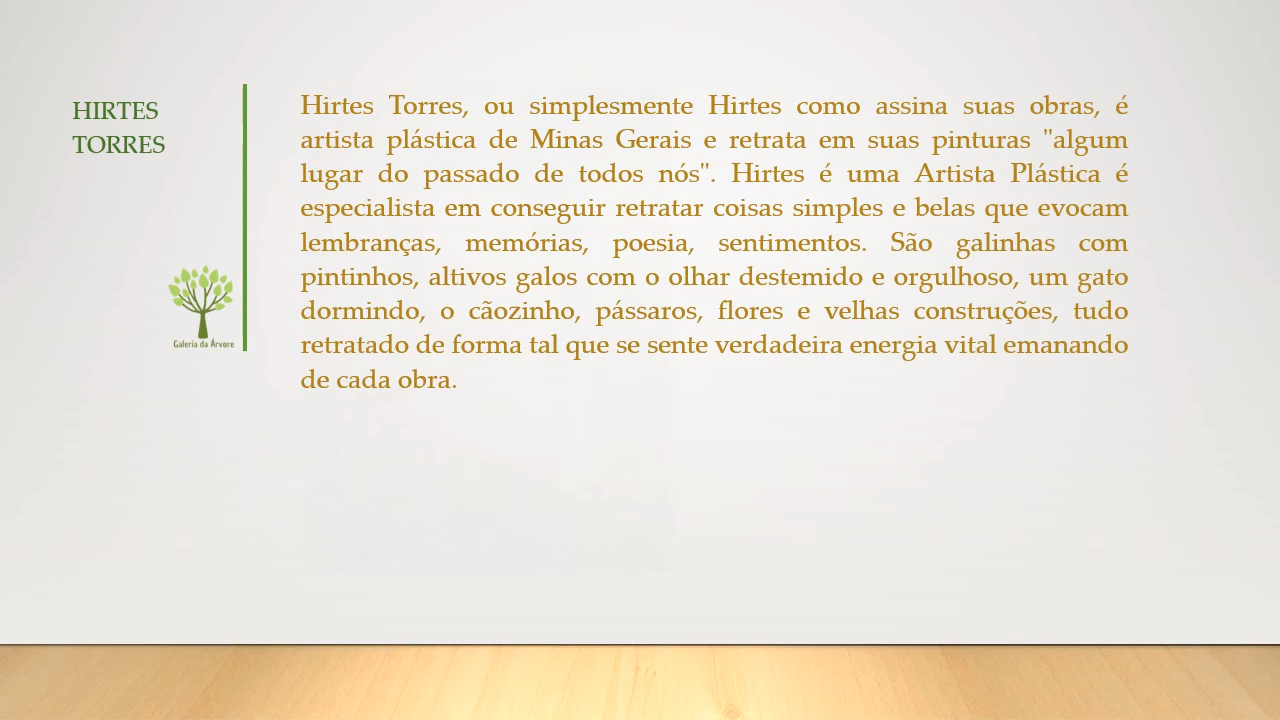 HIRTES
TORRES
Galeria da Árvore
Hirtes Torres, ou simplesmente Hirtes como assina suas obras, é
artista plástica de Minas Gerais e retrata em suas pinturas "algum
lugar do passado de todos nós". Hirtes é uma Artista Plástica é
especialista em conseguir retratar coisas simples e belas que evocam
lembranças, memórias, poesia, sentimentos. São galinhas com
pintinhos, altivos galos com o olhar destemido e orgulhoso, um gato
dormindo, o cãozinho, pássaros, flores e velhas construções, tudo
retratado de forma tal que se sente verdadeira energia vital emanando
de cada obra.